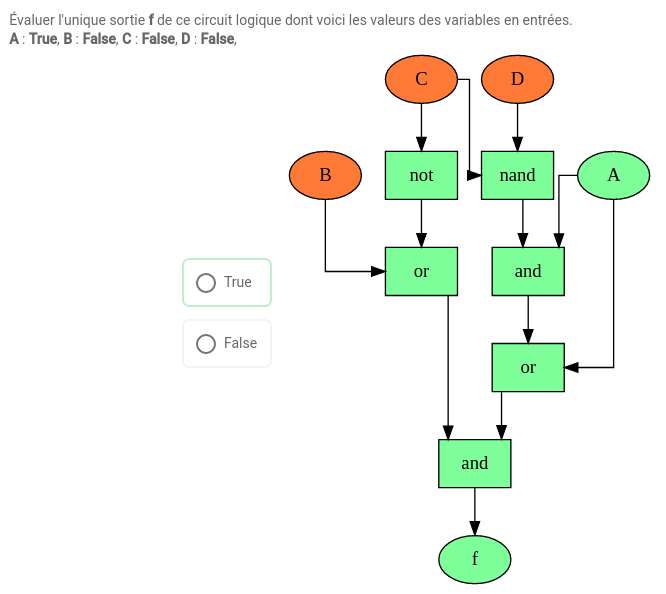 Évaluer l'unique sortie f de ce circuit logique dont voici les valeurs des variables en entrées.
A : True, B : False, C : False, D : False,
C D
B not nand A
or and
True
or
False
and
f